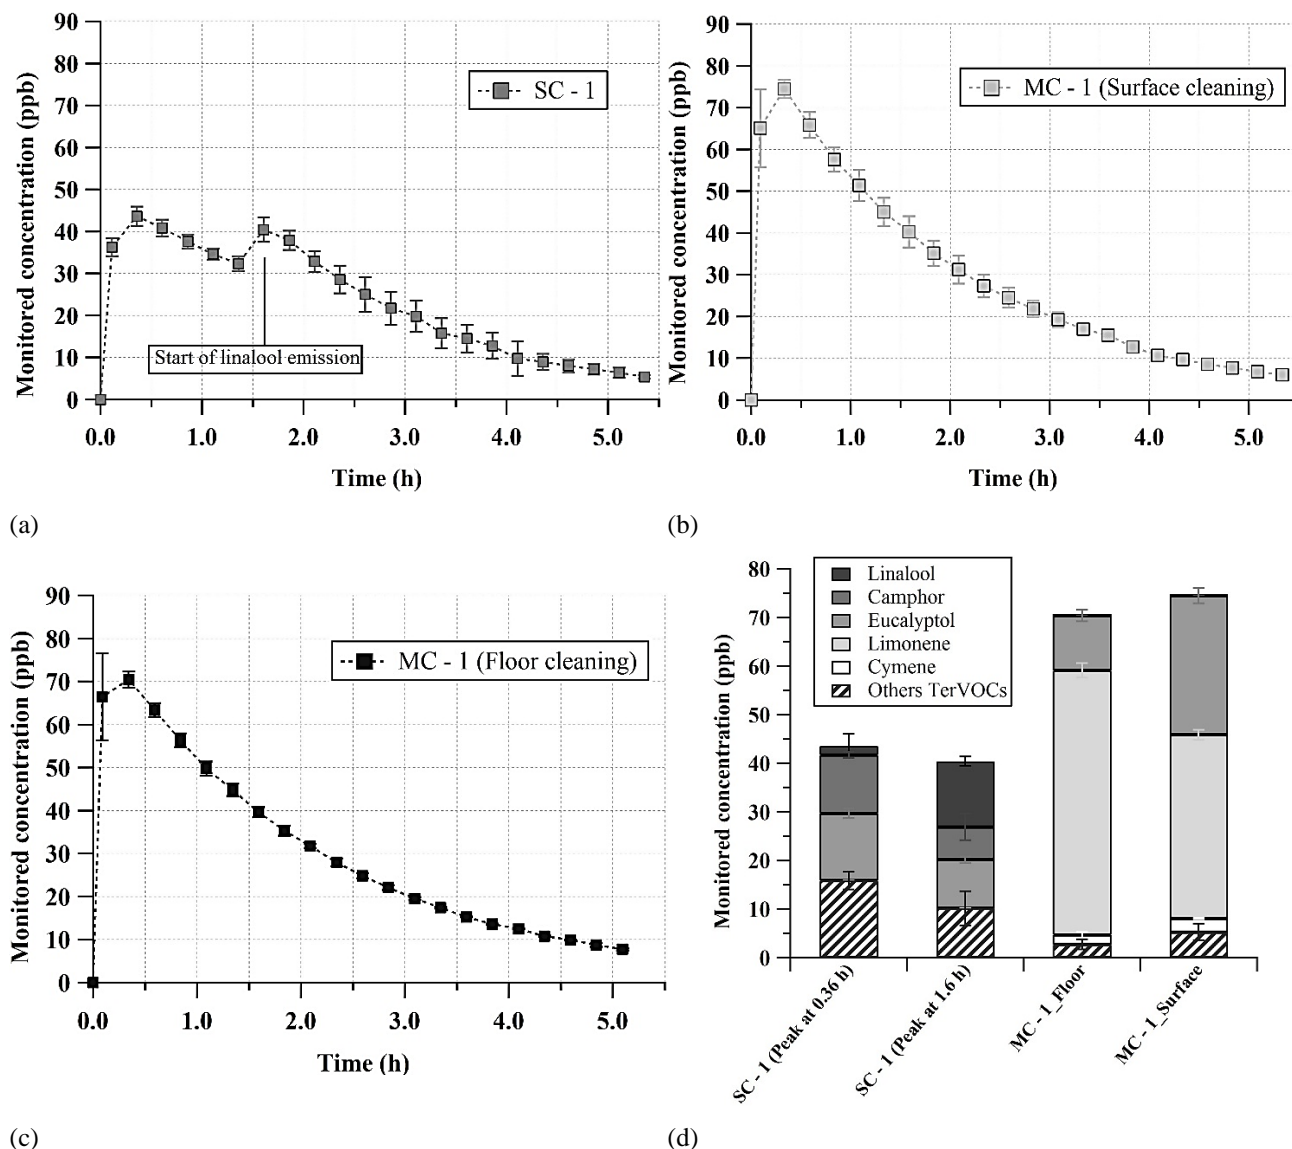 90
80
70
60
50
40
30
20
10
0
Monitored concentration (ppb)
SC - 1
Start of linalool emission
0.0 1.0 2.0 3.0 4.0 5.0
Time (h)
(a)
90
80
70
60
50
40
30
20
10
0
Monitored concentration (ppb)
MC - 1 (Surface cleaning)
0.0 1.0 2.0 3.0 4.0 5.0
Time (h)
(b)
90
80
70
60
50
40
30
20
10
0
Monitored concentration (ppb)
MC - 1 (Floor cleaning)
0.0 1.0 2.0 3.0 4.0 5.0
Time (h)
(c)
80
70
60
50
40
30
20
10
0
Monitored concentration (ppb)
Linalool
Camphor
Eucalyptol
Limonene
Cymene
Others TerVOCs
SC - 1 (Peak at 0.36 h)
SC - 1 (Peak at 1.6 h)
MC - 1_Floor
MC - 1_Surface
(d)